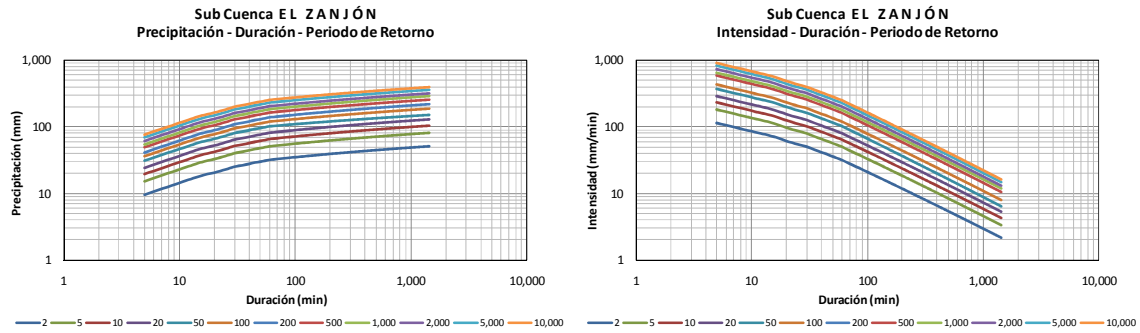 Sub Cuenca EL ZANJÓN
Precipitación - Duración - Periodo de Retorno
1,000
100
10
1
Precipitación (mm)
1 10 100 1,000 10,000
Duración (min)
2 5 10 20 50 100 200 500 1,000 2,000 5,000 10,000
Sub Cuenca EL ZANJÓN
Intensidad - Duración - Periodo de Retorno
1,000
100
10
1
Intensidad (mm/min)
1 10 100 1,000 10,000
Duración (min)
2 5 10 20 50 100 200 500 1,000 2,000 5,000 10,000